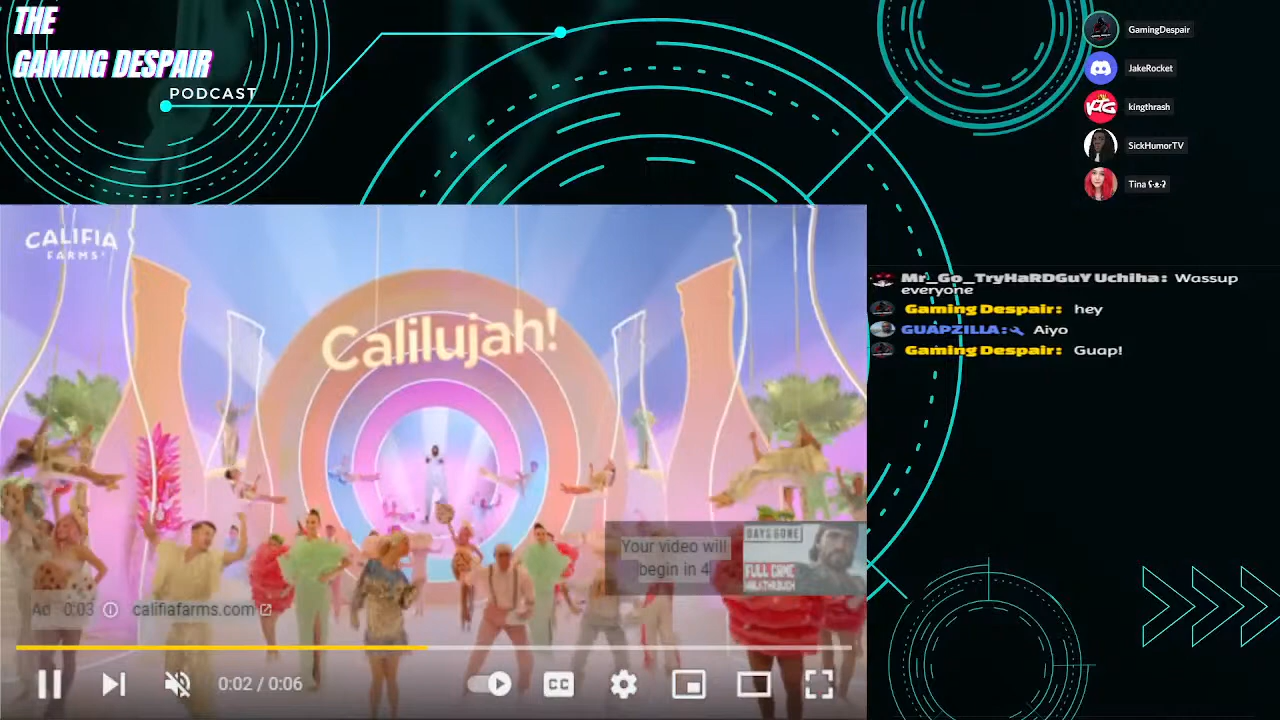 THE
GAMING DESPAIR
PODCAST
GamingDespair
JakeRocket
KTG
kingthrash
SickHumorTV
Tina ʕ·ᴥ·ʔ
CALIFIA
FARMS
Calilujah!
Mr_Go_TryHaRDGuY Uchiha: Wassup
everyone
Gaming Despair: hey
GUAPZILLA: Aiyo
Gaming Despair: Guap!
Your video will
begin in 4
DAYS GONE
FULL GAME
WALKTHROUGH
Ad · 0:03 califiafarms.com
0:02 / 0:06
CC